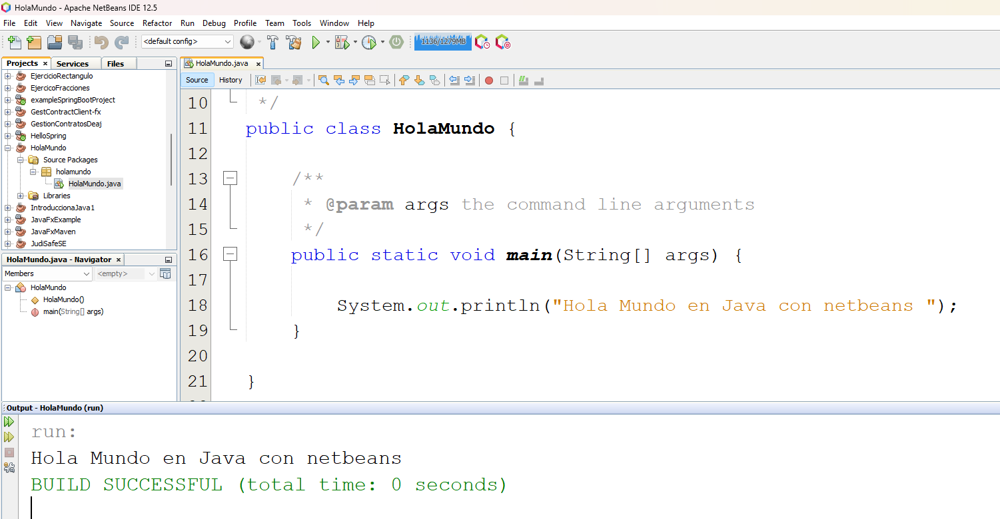 HolaMundo - Apache NetBeans IDE 12.5
File Edit View Navigate Source Refactor Run Debug Profile Team Tools Window Help
<default config> 1136/1279MB
Projects × Services Files
EjercicioRectangulo
EjercicoFracciones
exampleSpringBootProject
GestContractClient-fx
GestionContratosDeaj
HelloSpring
HolaMundo
Source Packages
holamundo
HolaMundo.java
Libraries
IntroduccionaJava1
JavaFxExample
JavaFxMaven
JudiSafeSE
HolaMundo.java - Navigator ×
Members <empty>
HolaMundo
HolaMundo()
main(String[] args)
HolaMundo.java ×
Source History
10 */
11 public class HolaMundo {
12
13 /**
14 * @param args the command line arguments
15 */
16 public static void main(String[] args) {
17
18 System.out.println("Hola Mundo en Java con netbeans ");
19 }
20
21 }
Output - HolaMundo (run)
run:
Hola Mundo en Java con netbeans
BUILD SUCCESSFUL (total time: 0 seconds)